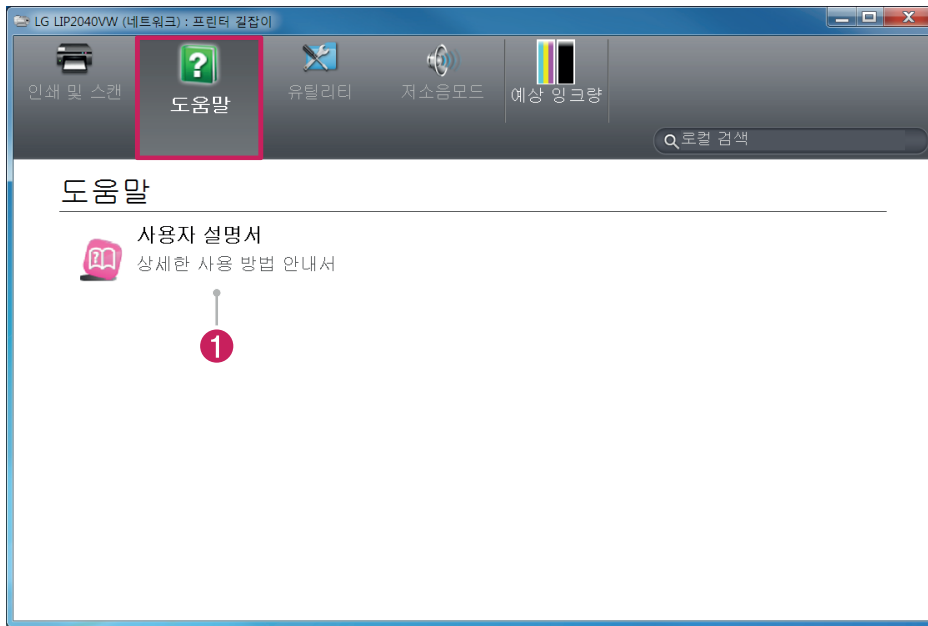 LG LIP2040VW (네트워크) : 프린터 길잡이
인쇄 및 스캔
도움말
유틸리티
저소음모드
예상 잉크량
로컬 검색
도움말
사용자 설명서
상세한 사용 방법 안내서
1